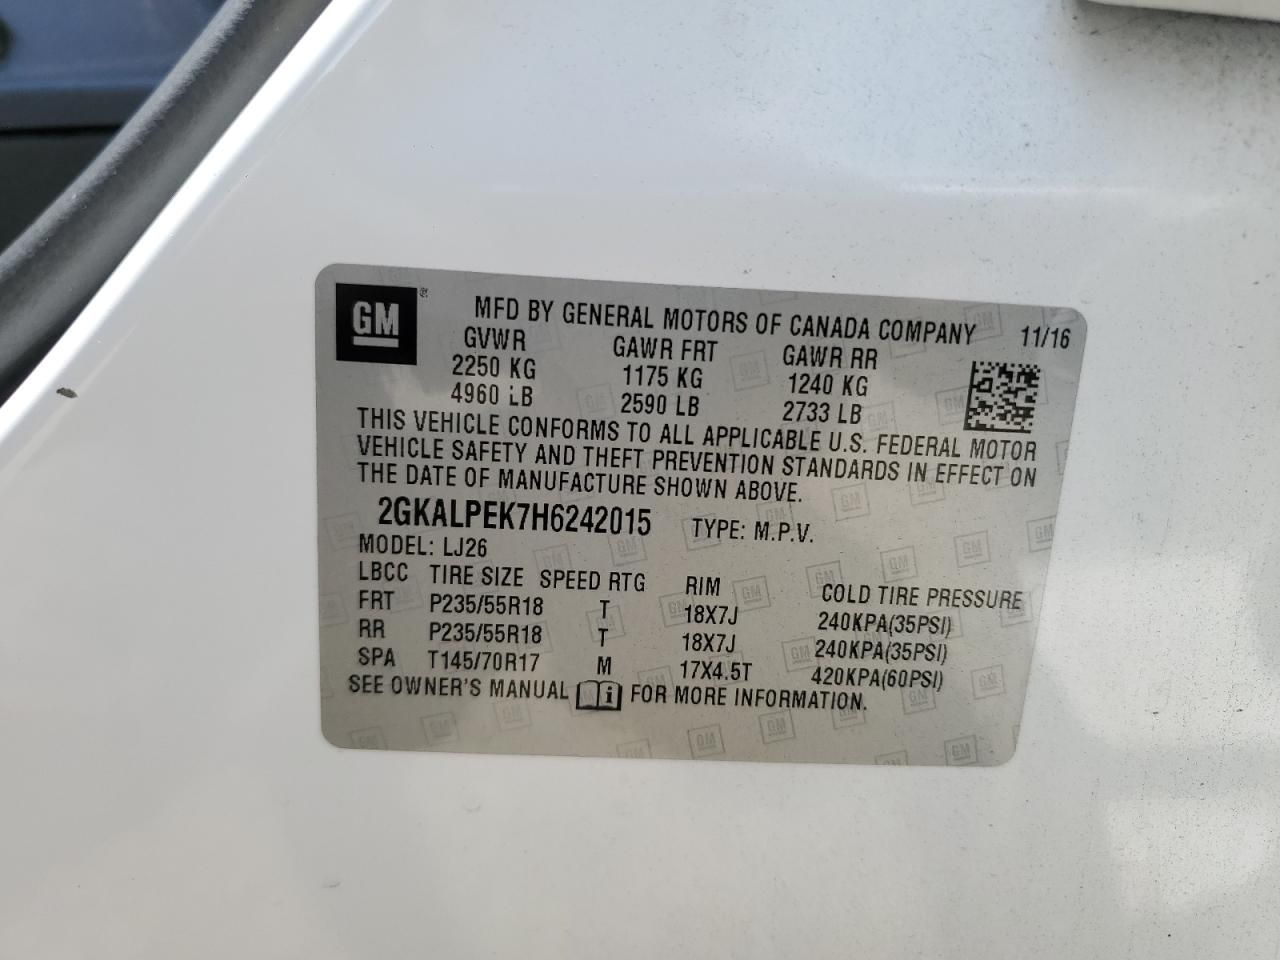 GM ® MFD BY GENERAL MOTORS OF CANADA COMPANY 11/16
GVWR GAWR FRT GAWR RR
2250 KG 1175 KG 1240 KG
4960 LB 2590 LB 2733 LB
THIS VEHICLE CONFORMS TO ALL APPLICABLE U.S. FEDERAL MOTOR
VEHICLE SAFETY AND THEFT PREVENTION STANDARDS IN EFFECT ON
THE DATE OF MANUFACTURE SHOWN ABOVE.
2GKALPEK7H6242015 TYPE: M.P.V.
MODEL: LJ26
LBCC TIRE SIZE SPEED RTG RIM COLD TIRE PRESSURE
FRT P235/55R18 T 18X7J 240KPA(35PSI)
RR P235/55R18 T 18X7J 240KPA(35PSI)
SPA T145/70R17 M 17X4.5T 420KPA(60PSI)
SEE OWNER'S MANUAL i FOR MORE INFORMATION.